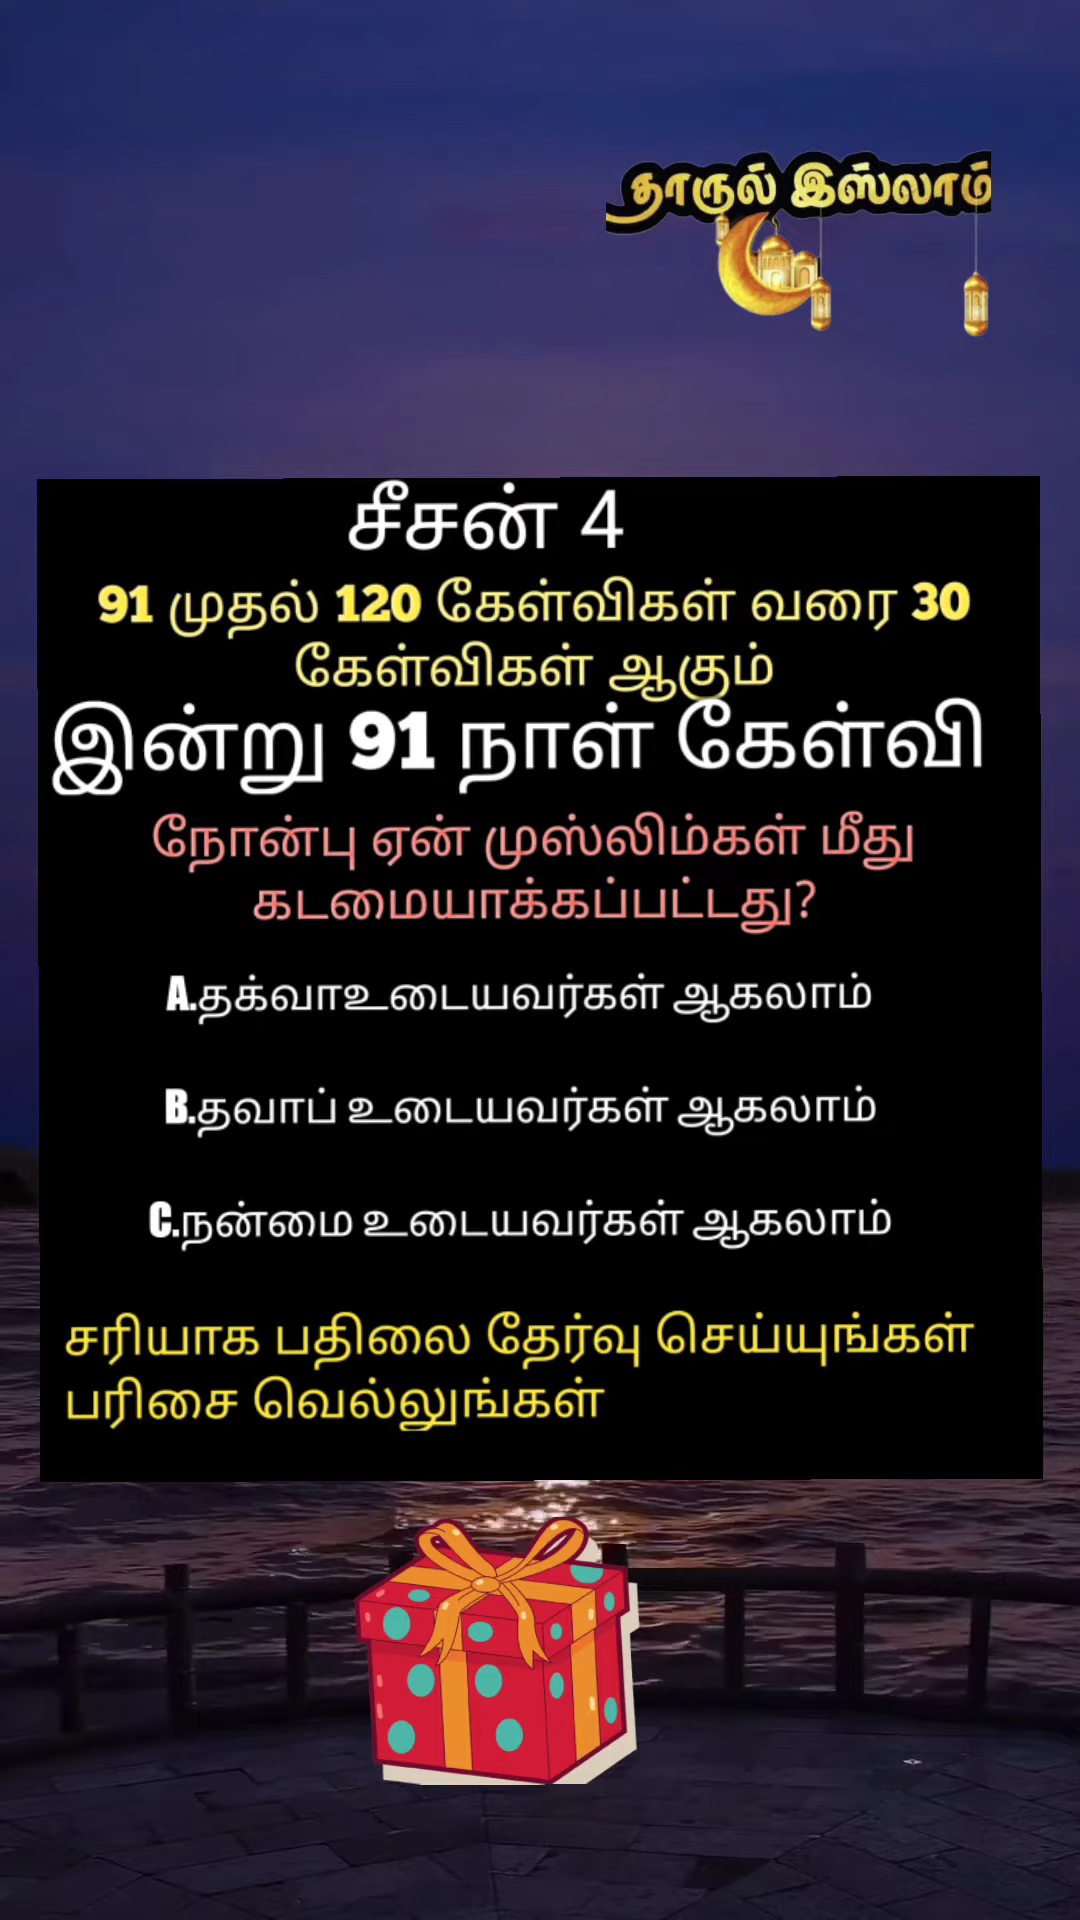 தாருல் இஸ்லாம்
சீசன் 4
91 முதல் 120 கேள்விகள் வரை 30
கேள்விகள் ஆகும்
இன்று 91 நாள் கேள்வி
நோன்பு ஏன் முஸ்லிம்கள் மீது
கடமையாக்கப்பட்டது?
A.தக்வாஉடையவர்கள் ஆகலாம்
B.தவாப் உடையவர்கள் ஆகலாம்
C.நன்மை உடையவர்கள் ஆகலாம்
சரியாக பதிலை தேர்வு செய்யுங்கள்
பரிசை வெல்லுங்கள்